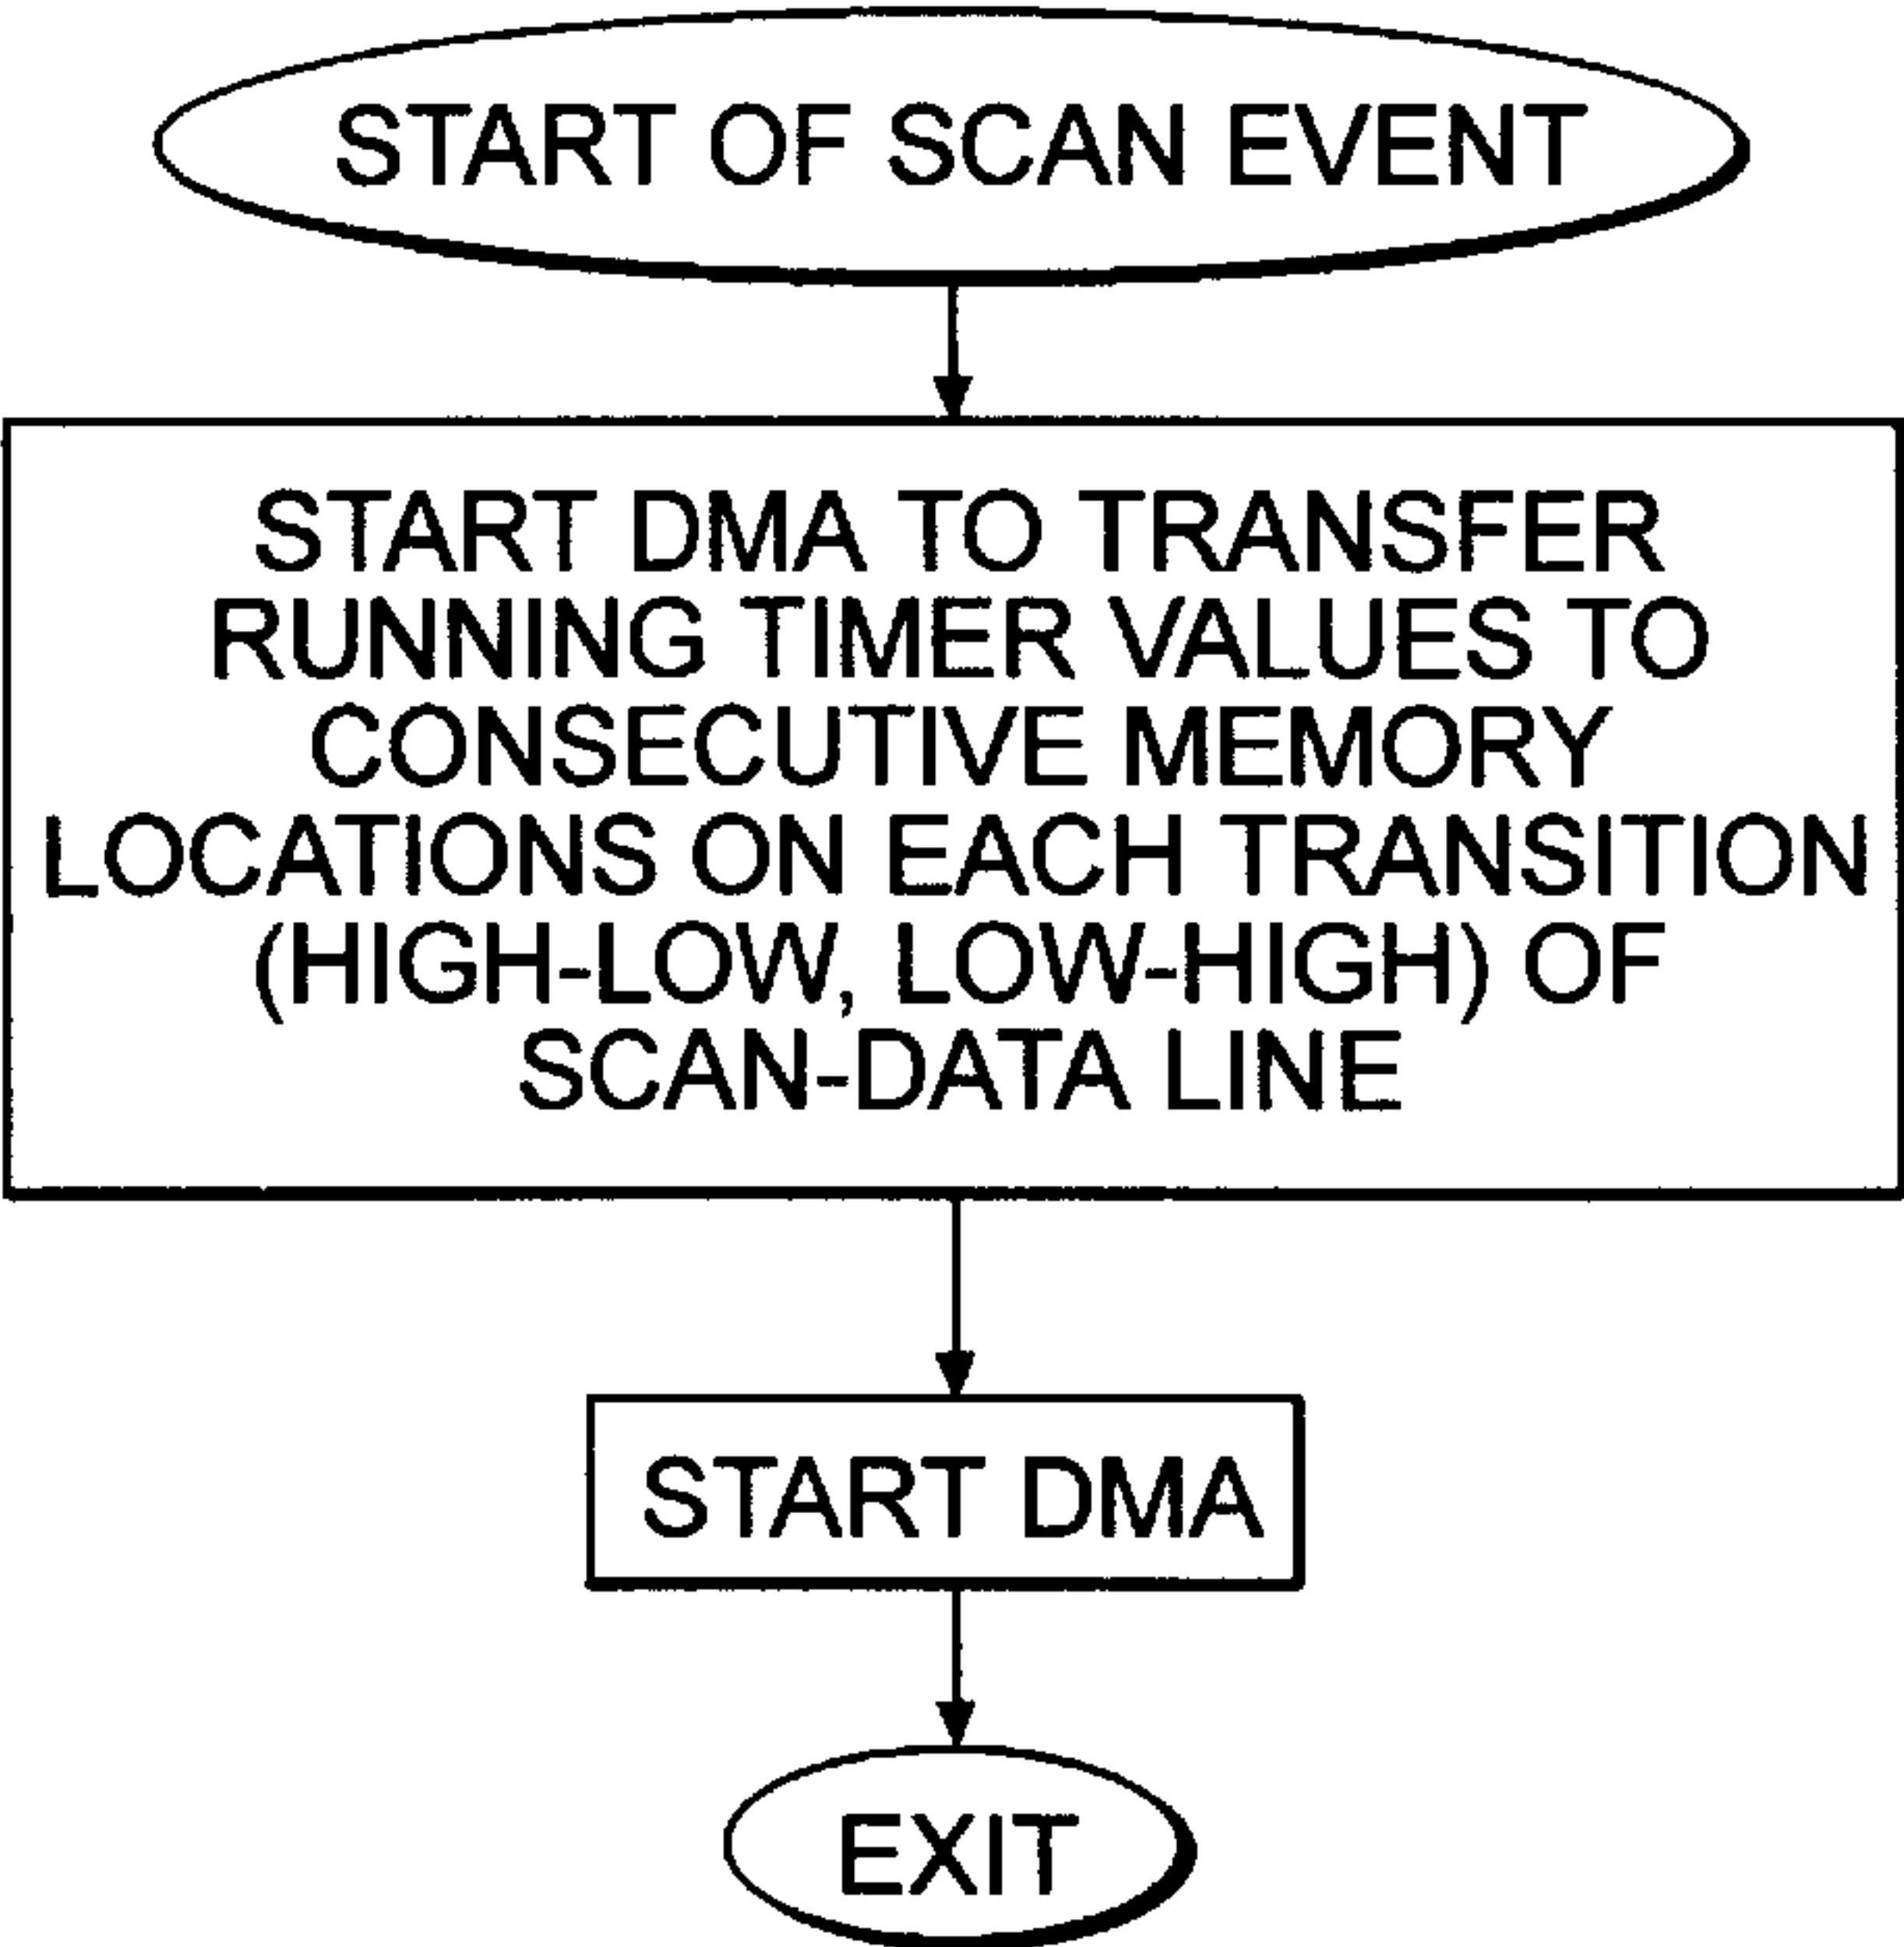 START OF SCAN EVENT
START DMA TO TRANSFER
RUNNING TIMER VALUES TO
CONSECUTIVE MEMORY
LOCATIONS ON EACH TRANSITION
(HIGH-LOW, LOW-HIGH) OF
SCAN-DATA LINE
START DMA
EXIT